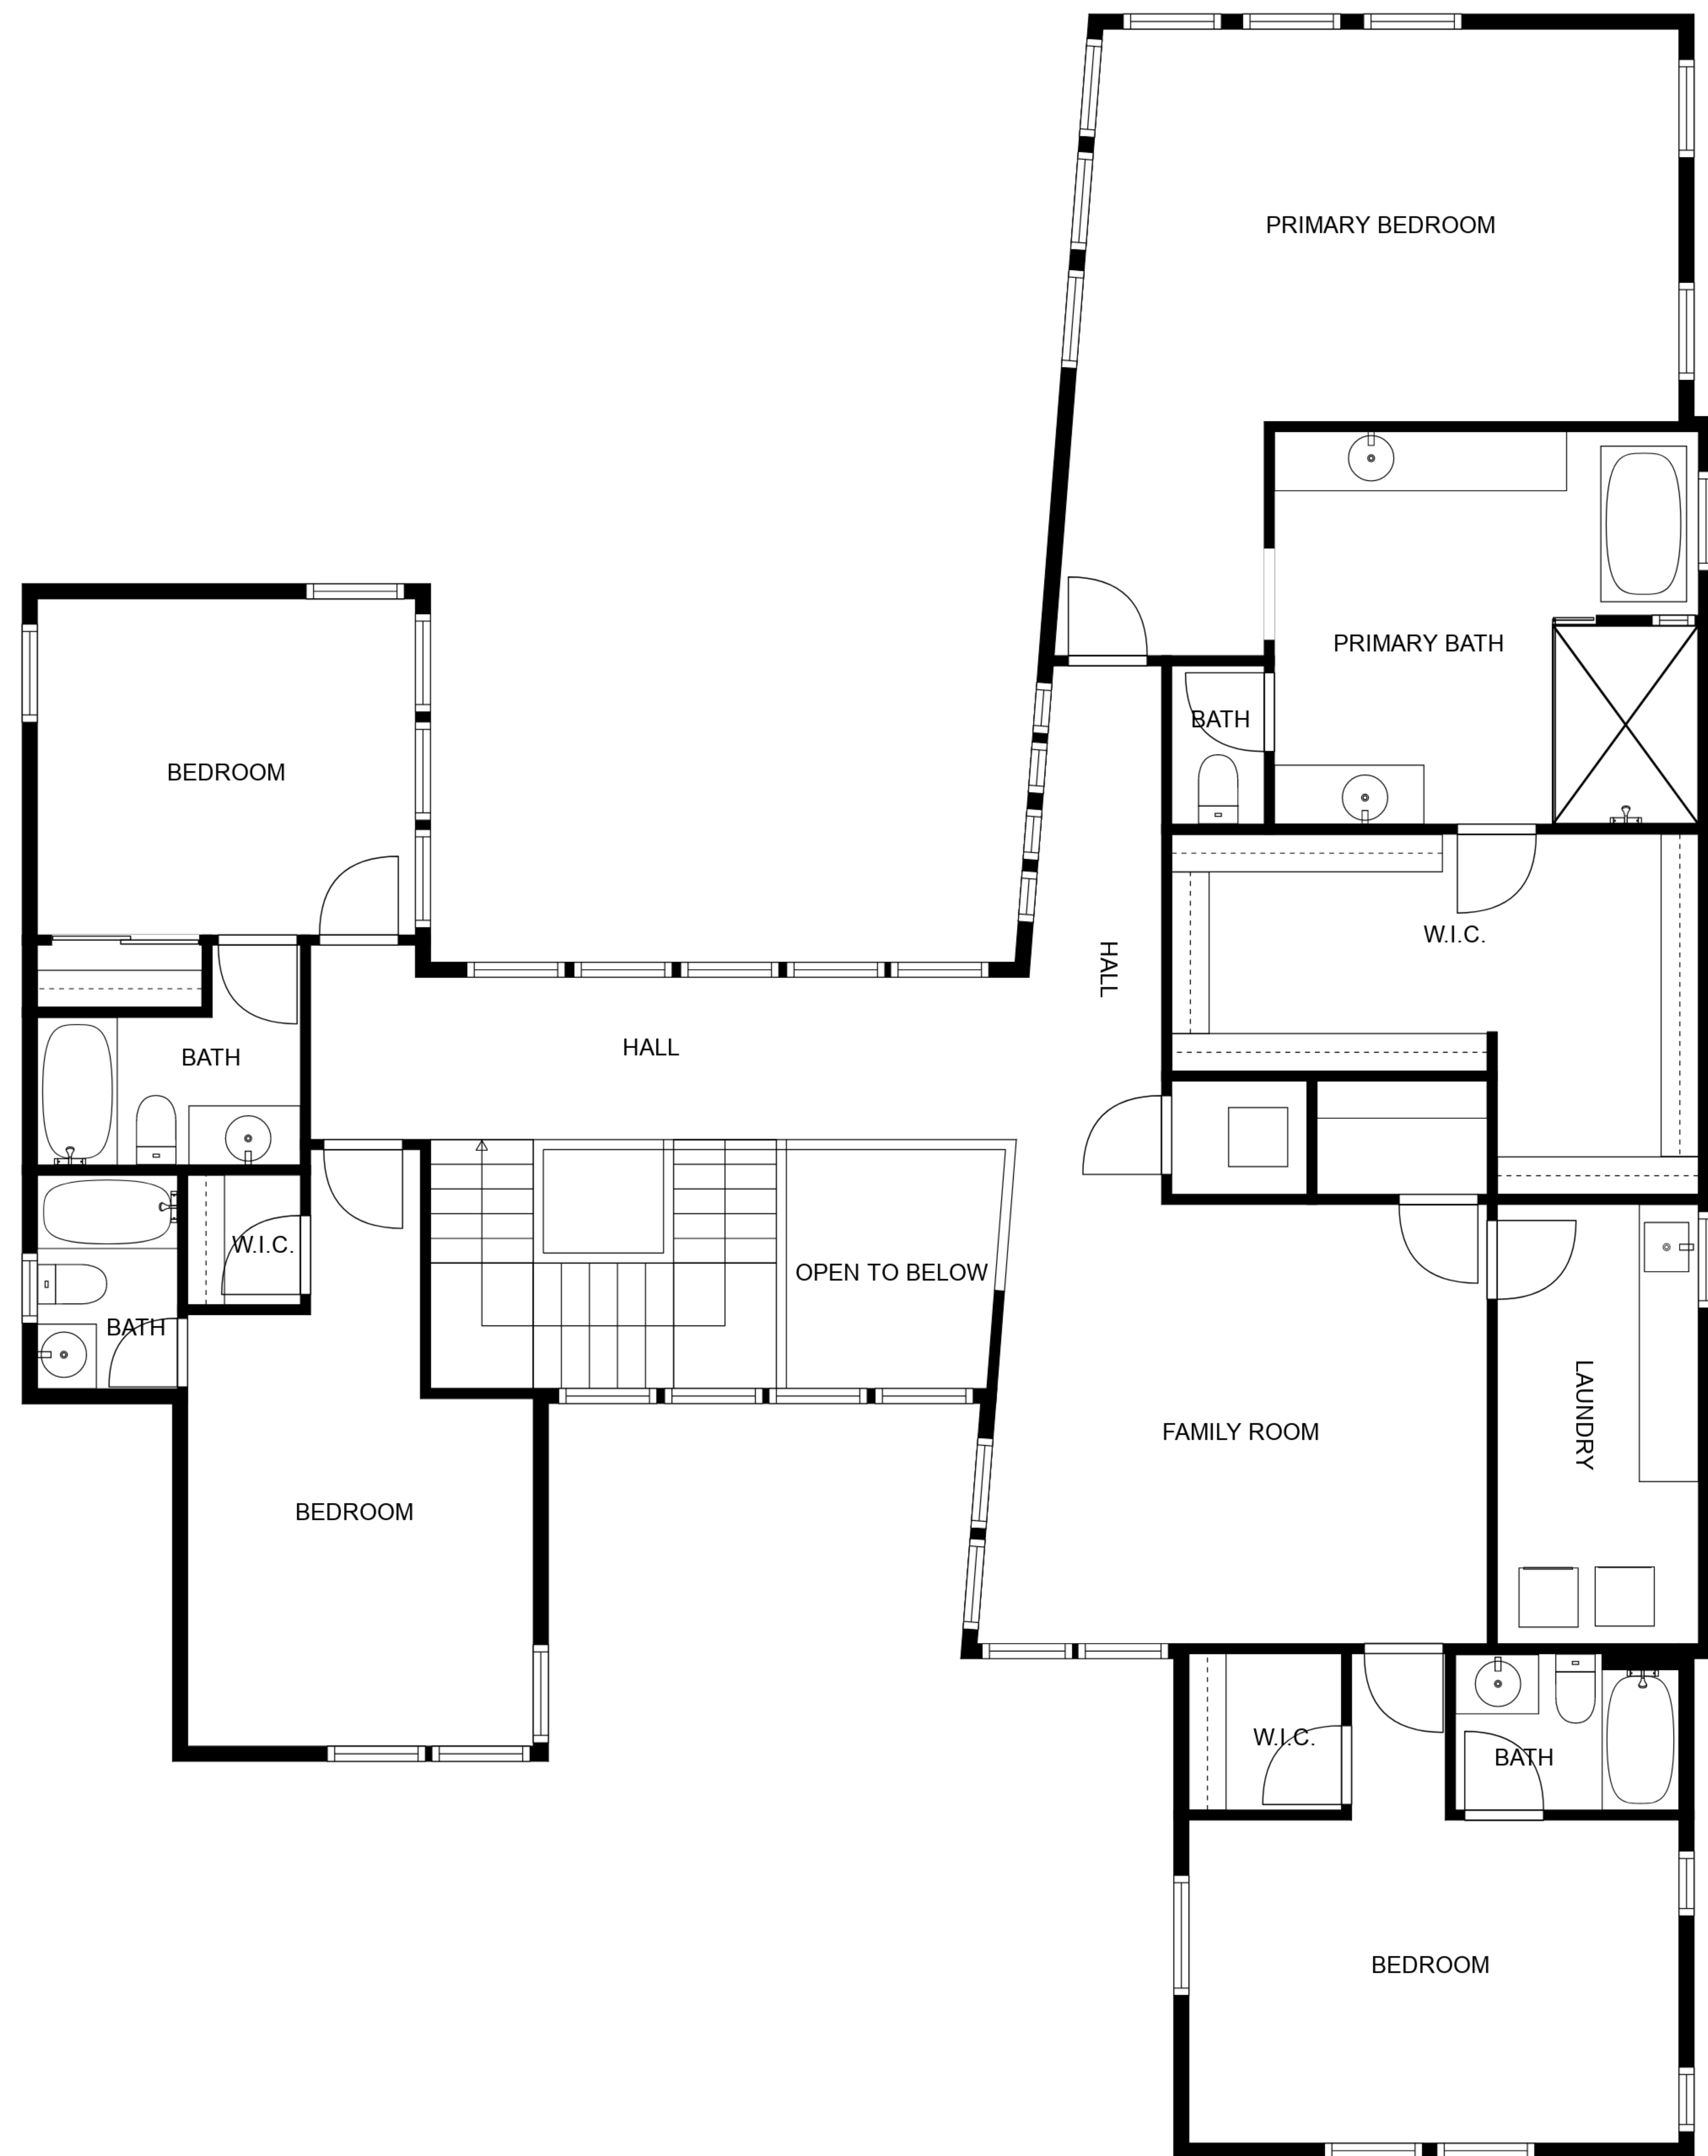 PRIMARY BEDROOM
PRIMARY BATH
BATH
BEDROOM
W.I.C.
HALL
HALL
BATH
W.I.C.
OPEN TO BELOW
BATH
LAUNDRY
FAMILY ROOM
BEDROOM
W.I.C.
BATH
BEDROOM